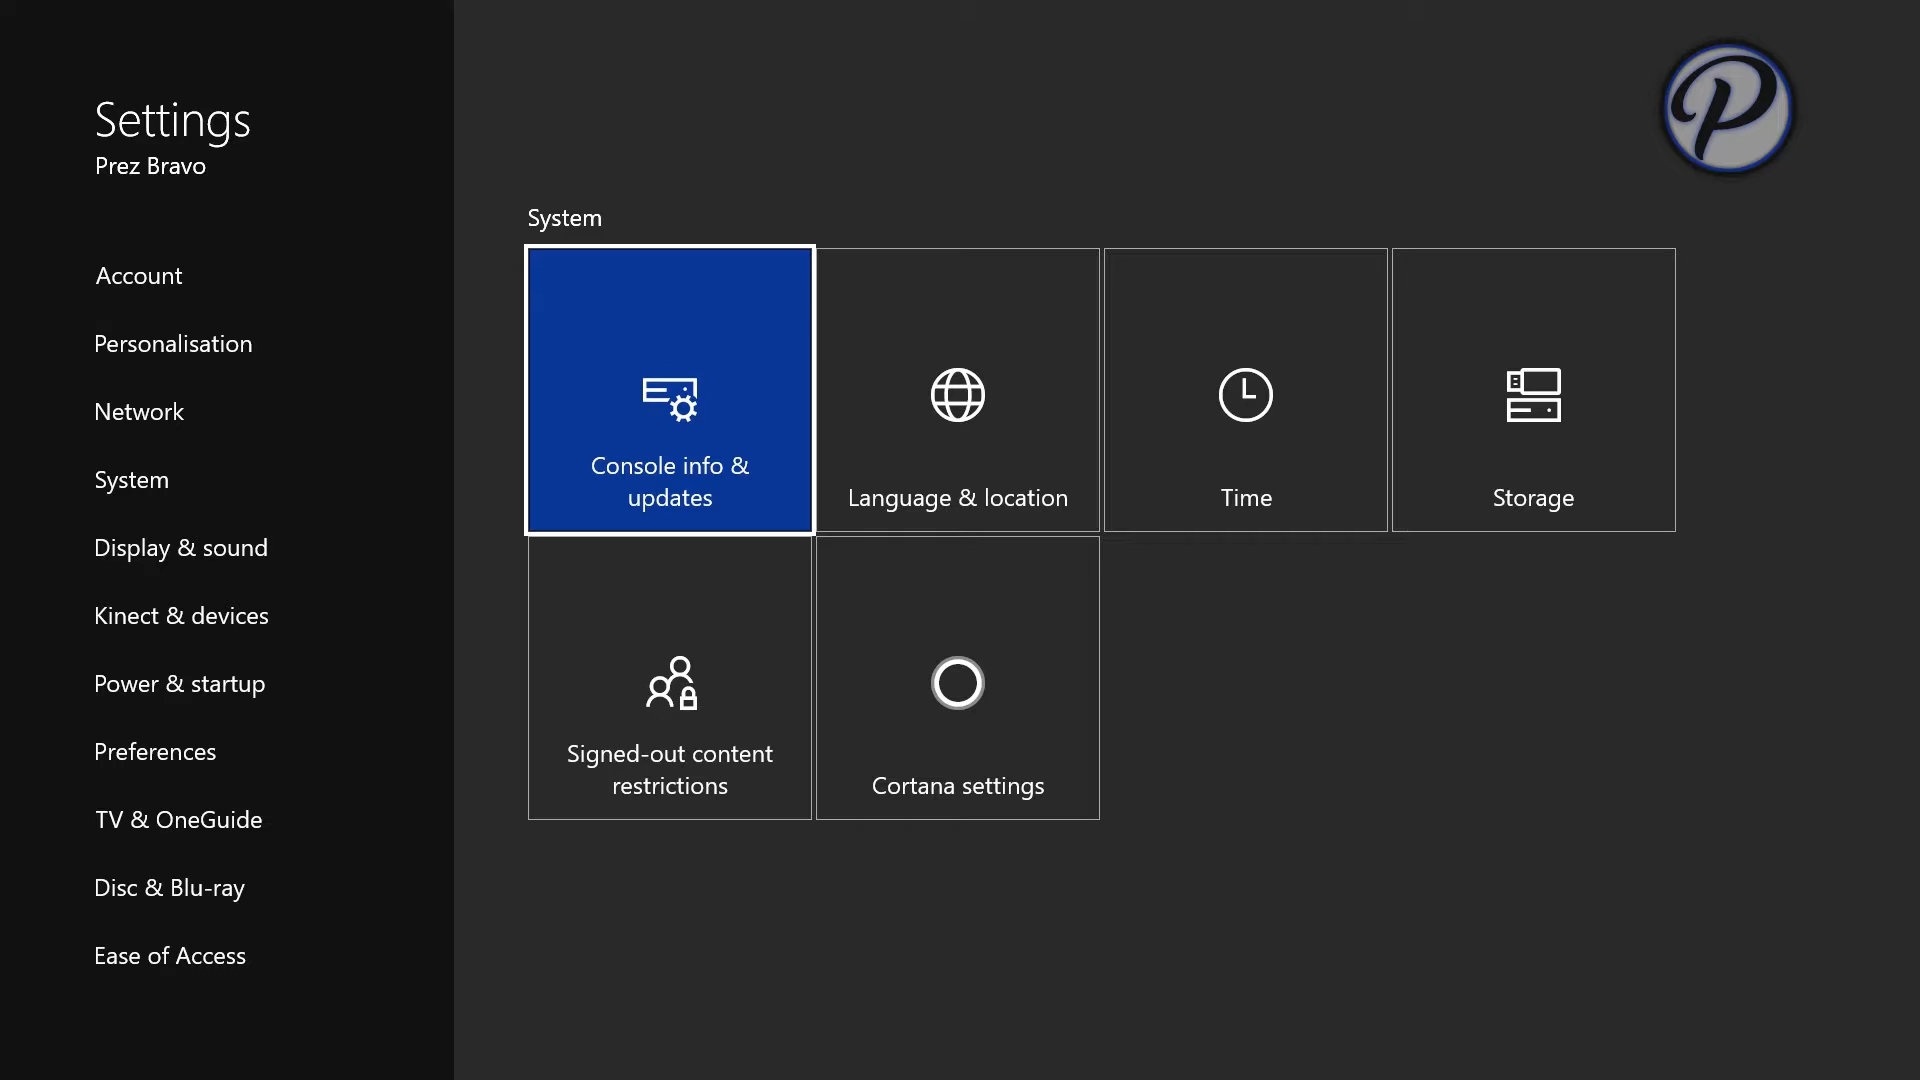 Settings
Prez Bravo
Account
Personalisation
Network
System
Display & sound
Kinect & devices
Power & startup
Preferences
TV & OneGuide
Disc & Blu-ray
Ease of Access
P
System
Console info &
updates
Language & location
Time
Storage
Signed-out content
restrictions
Cortana settings